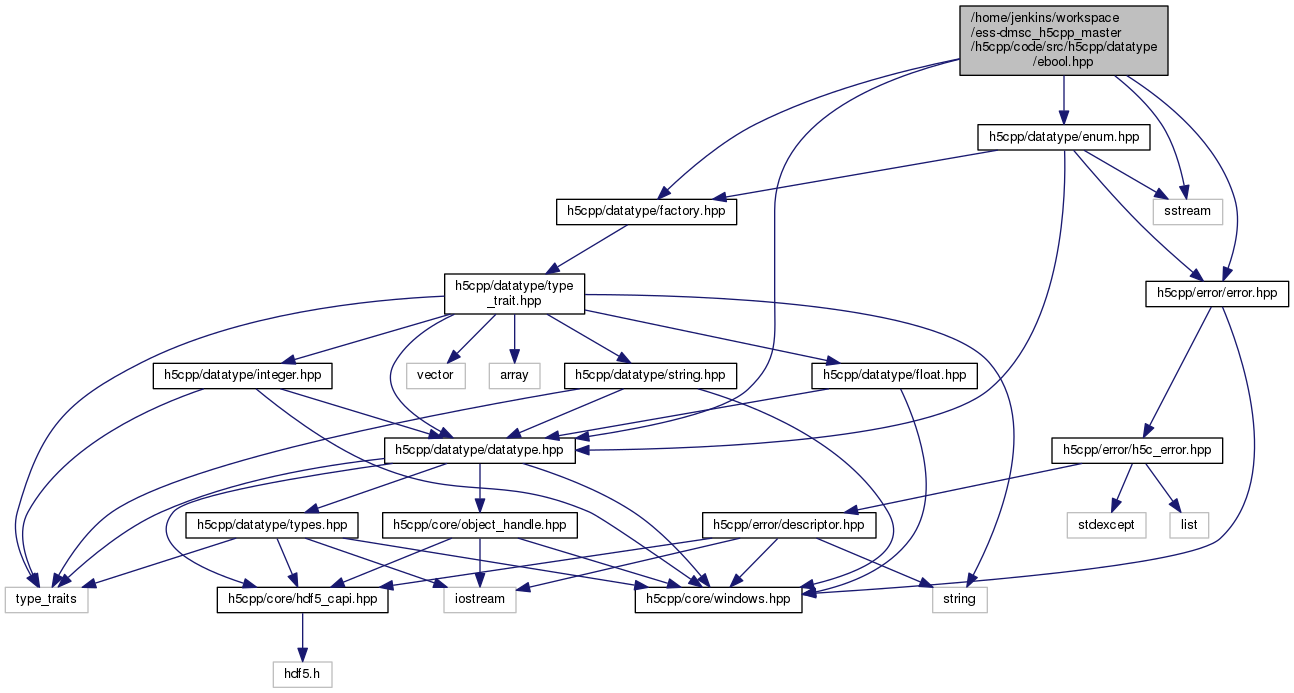 /home/jenkins/workspace
/ess-dmsc_h5cpp_master
/h5cpp/code/src/h5cpp/datatype
/ebool.hpp
h5cpp/datatype/enum.hpp
h5cpp/datatype/factory.hpp
sstream
h5cpp/datatype/type
_trait.hpp
h5cpp/error/error.hpp
h5cpp/datatype/integer.hpp
vector
array
h5cpp/datatype/string.hpp
h5cpp/datatype/float.hpp
h5cpp/datatype/datatype.hpp
h5cpp/error/h5c_error.hpp
h5cpp/datatype/types.hpp
h5cpp/core/object_handle.hpp
h5cpp/error/descriptor.hpp
stdexcept
list
type_traits
h5cpp/core/hdf5_capi.hpp
iostream
h5cpp/core/windows.hpp
string
hdf5.h